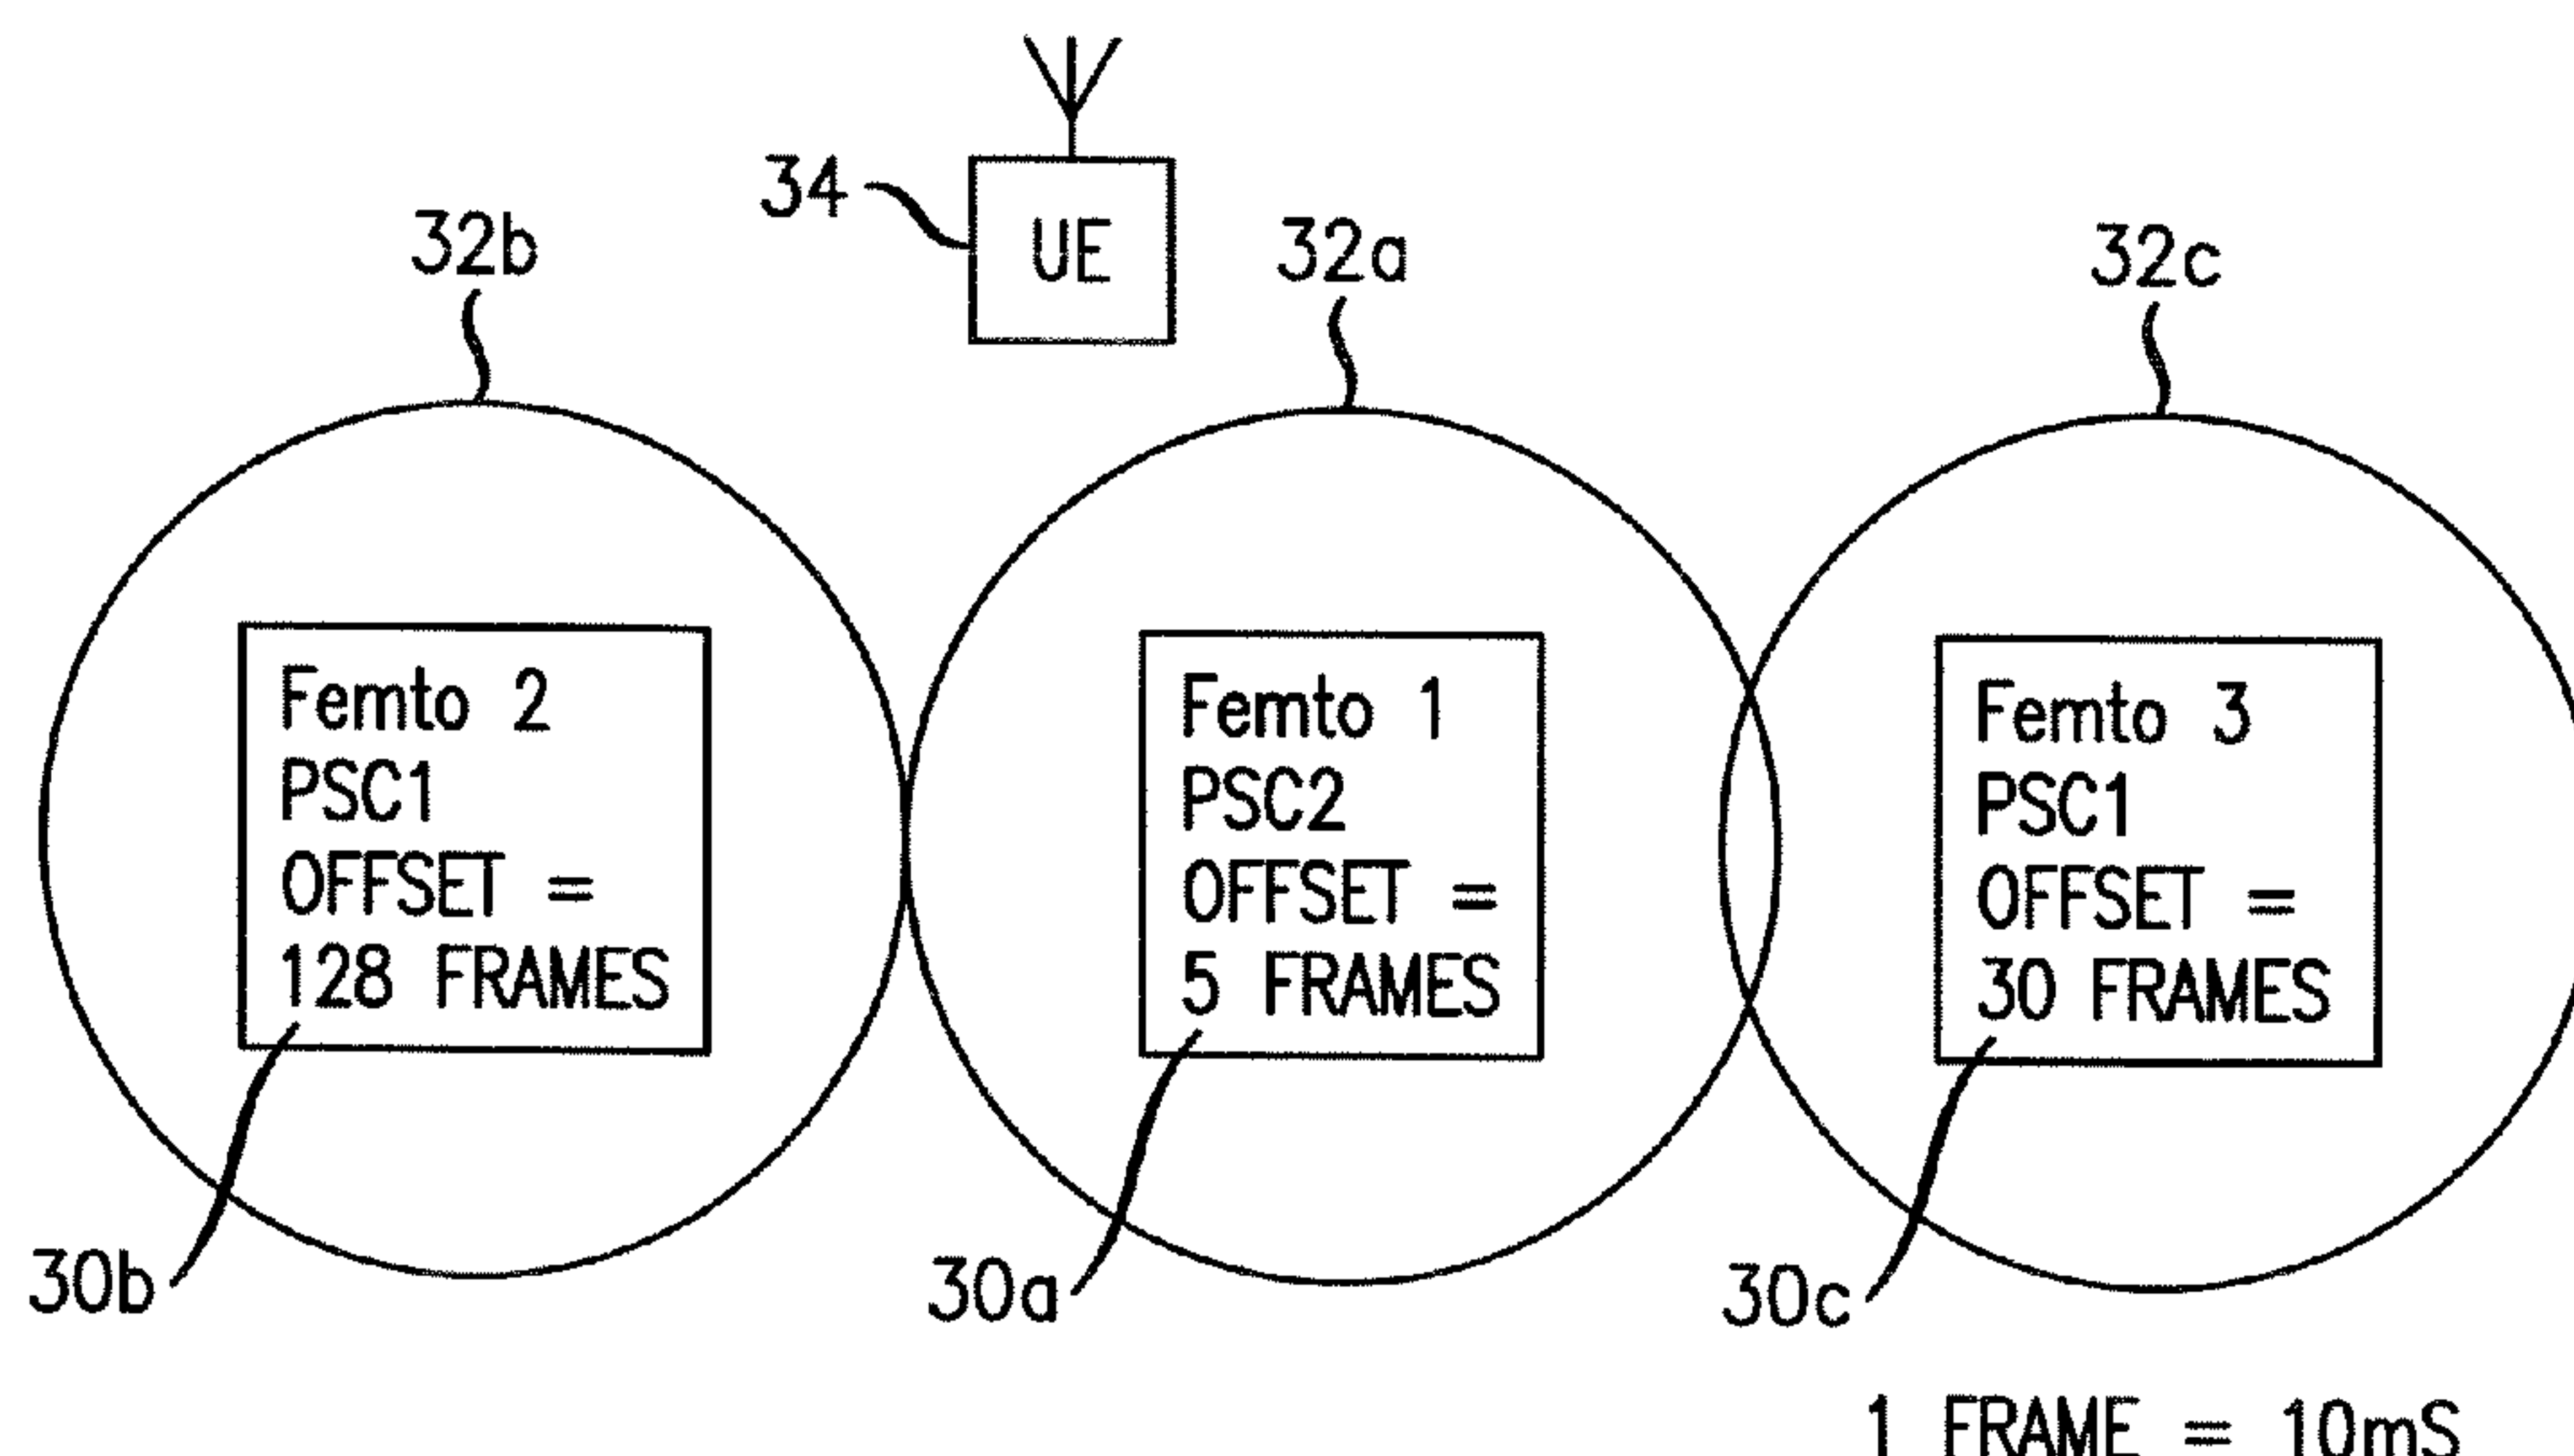 34
UE
32b
32a
32c
Femto 2
PSC1
OFFSET =
128 FRAMES
Femto 1
PSC2
OFFSET =
5 FRAMES
Femto 3
PSC1
OFFSET =
30 FRAMES
30b
30a
30c
1 FRAME = 10mS